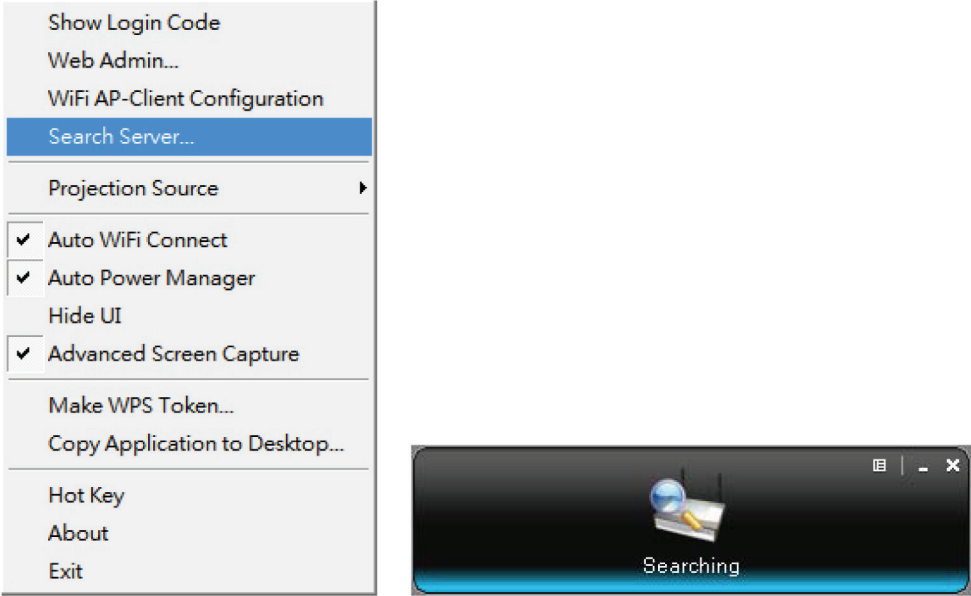 Show Login Code
Web Admin...
WiFi AP-Client Configuration
Search Server...
Projection Source
Auto WiFi Connect
Auto Power Manager
Hide UI
Advanced Screen Capture
Make WPS Token...
Copy Application to Desktop...
Hot Key
About
Exit
Searching